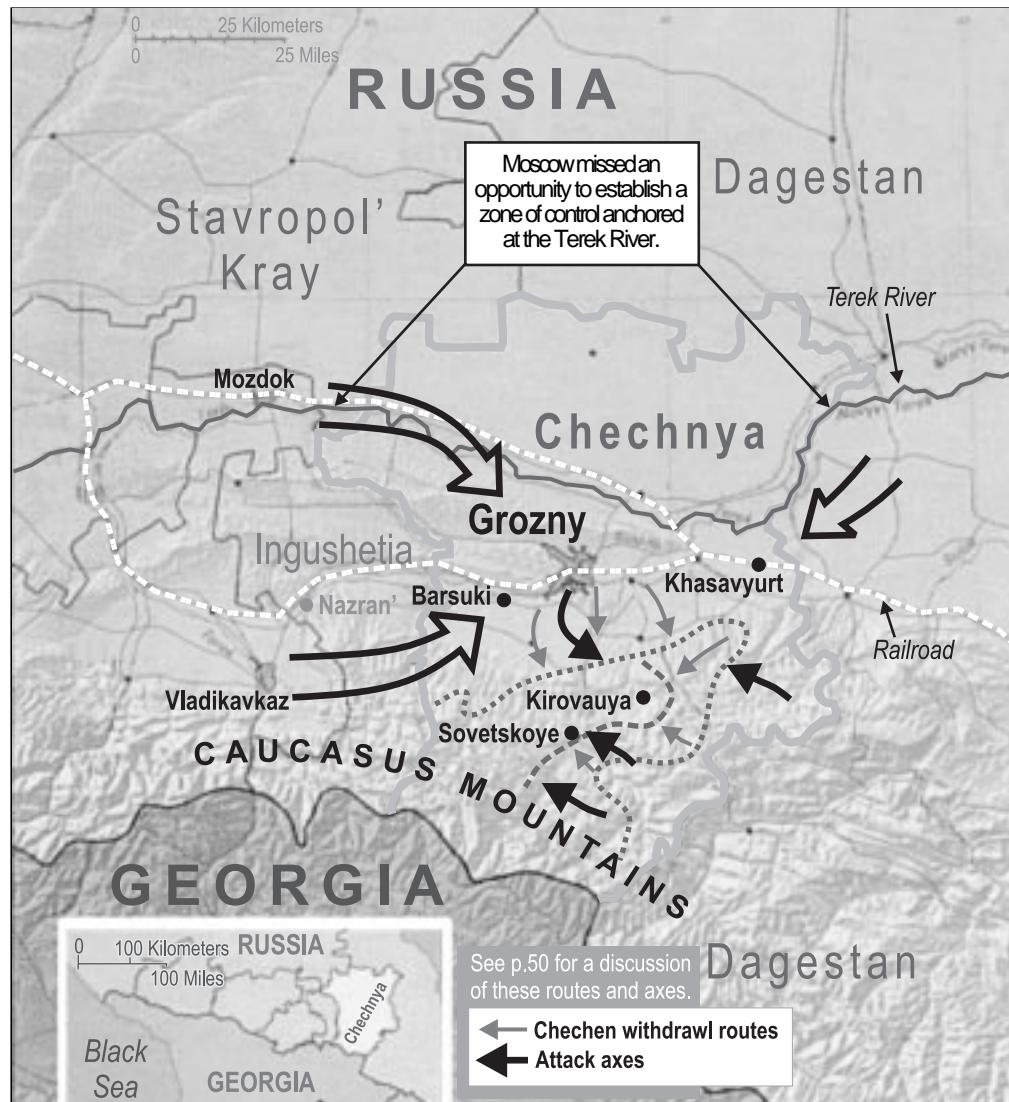 0 25 Kilometers
0 25 Miles
RUSSIA
Moscow missed an
opportunity to establish a
zone of control anchored
at the Terek River.
Dagestan
Stavropol'
Kray
Terek River
Mozdok
Chechnya
Grozny
Ingushetia
Khasavyurt
Nazran'
Barsuki
Railroad
Vladikavkaz
Kirovauya
Sovetskoye
CAUCASUS MOUNTAINS
GEORGIA
Dagestan
0 100 Kilometers
100 Miles
RUSSIA
Chechnya
Black
Sea
GEORGIA
See p.50 for a discussion
of these routes and axes.
Chechen withdrawl routes
Attack axes